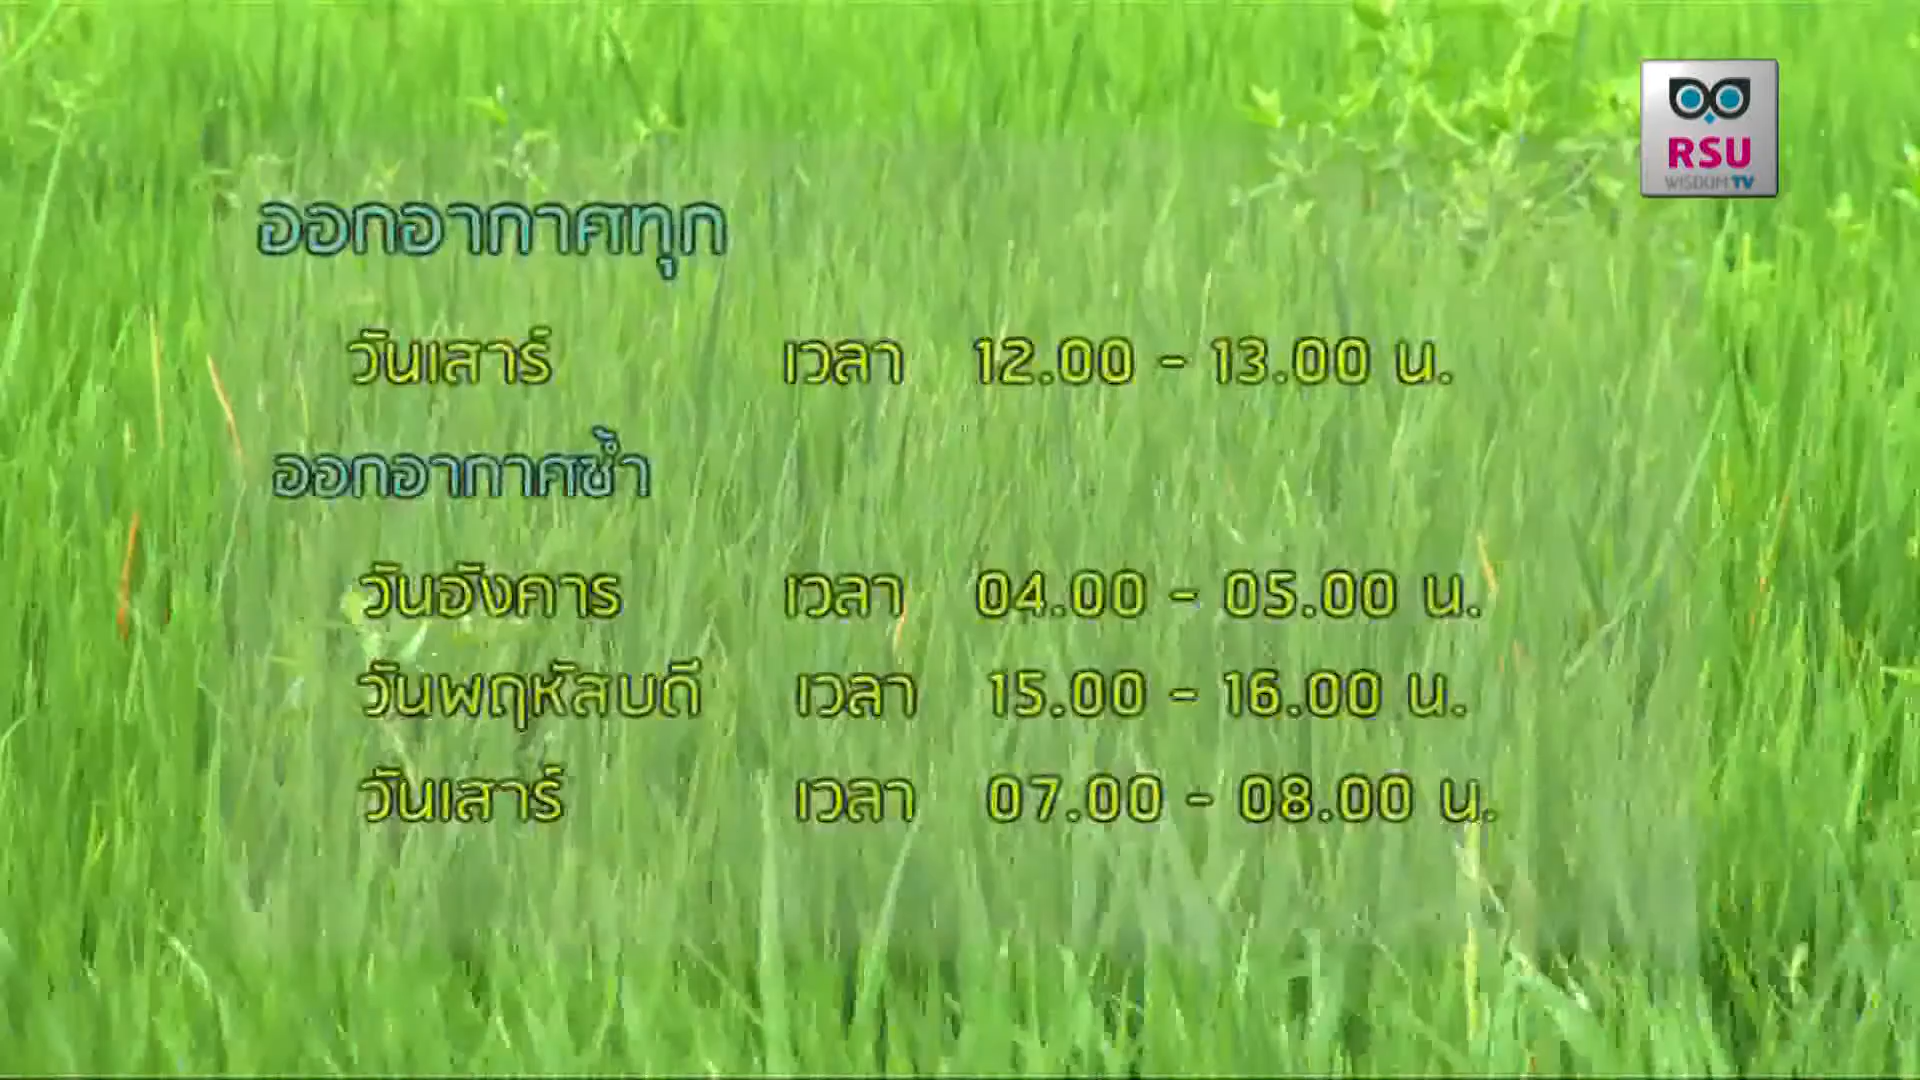 RSU
WISDOM TV
ออกอากาศทุก
วันเสาร์ เวลา 12.00 - 13.00 น.
ออกอากาศซ้ำ
วันอังคาร เวลา 04.00 - 05.00 น.
วันพฤหัสบดี เวลา 15.00 - 16.00 น.
วันเสาร์ เวลา 07.00 - 08.00 น.